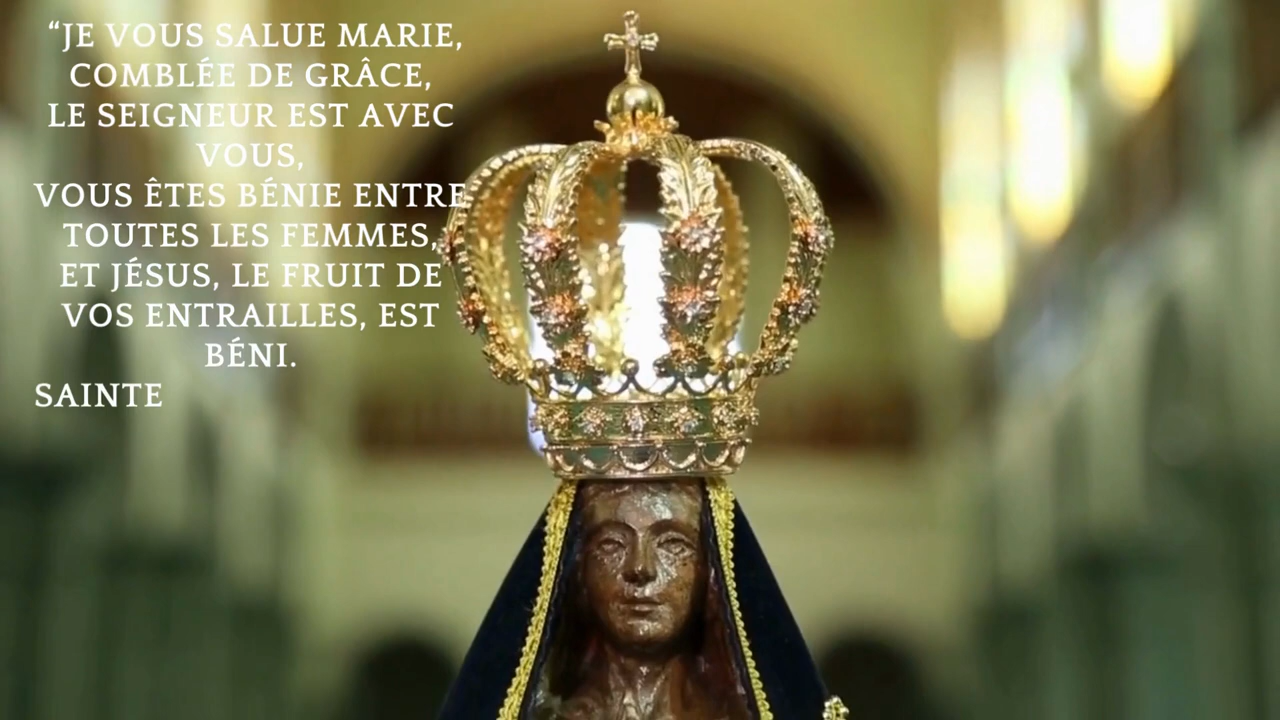 “JE VOUS SALUE MARIE,
COMBLÉE DE GRÂCE,
LE SEIGNEUR EST AVEC
VOUS,
VOUS ÊTES BÉNIE ENTRE
TOUTES LES FEMMES,
ET JÉSUS, LE FRUIT DE
VOS ENTRAILLES, EST
BÉNI.
SAINTE